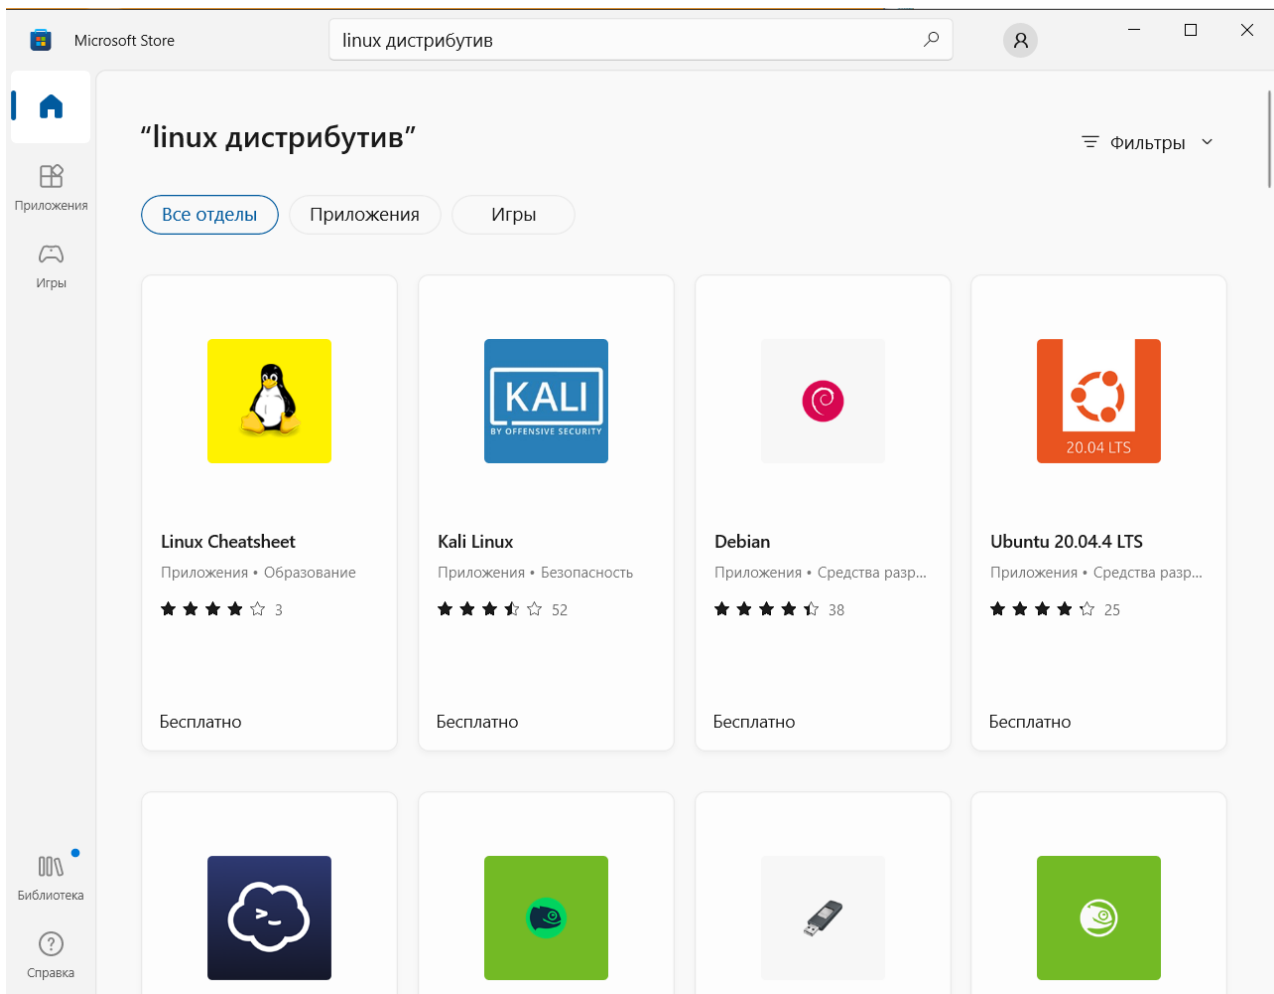 Microsoft Store
linux дистрибутив
"linux дистрибутив"
Фильтры
Приложения
Игры
Все отделы
Приложения
Игры
KALI
BY OFFENSIVE SECURITY
20.04 LTS
Linux Cheatsheet
Приложения • Образование
3
Kali Linux
Приложения • Безопасность
52
Debian
Приложения • Средства разр...
38
Ubuntu 20.04.4 LTS
Приложения • Средства разр...
25
Бесплатно
Бесплатно
Бесплатно
Бесплатно
>_
Библиотека
Справка